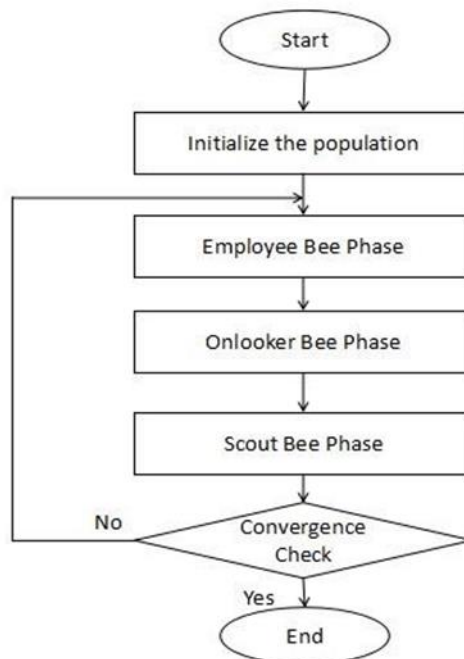 Start
Initialize the population
Employee Bee Phase
Onlooker Bee Phase
Scout Bee Phase
No
Convergence
Check
Yes
End